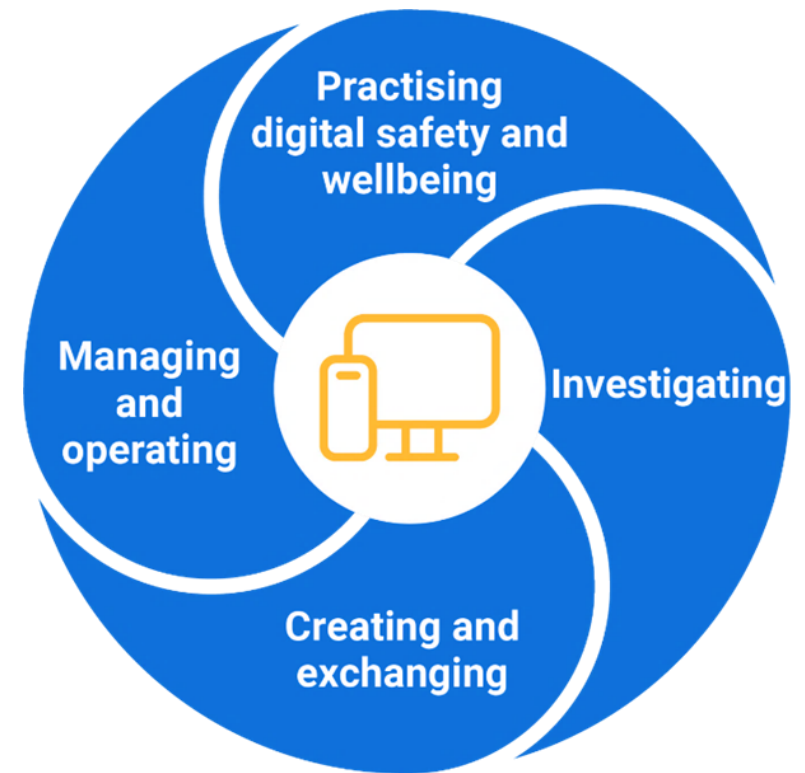 Practising
digital safety and
wellbeing
Investigating
Creating and
exchanging
Managing
and
operating